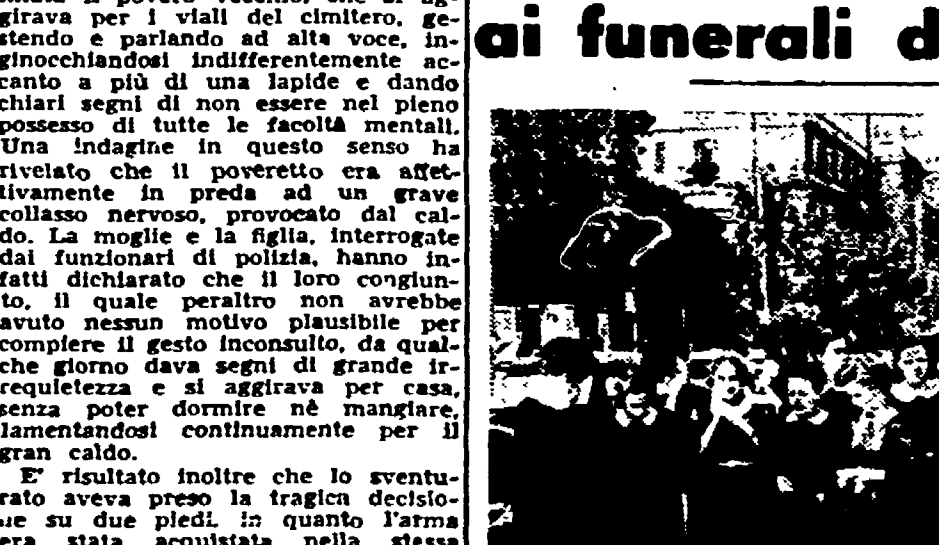 girava per i viali del cimitero, ge-
stendo e parlando ad alta voce, in-
ginocchiandosi indifferentemente ac-
canto a più di una lapide e dando
chiari segni di non essere nel pieno
possesso di tutte le facoltà mentali.
Una indagine in questo senso ha
rivelato che il poveretto era affet-
tivamente in preda ad un grave
collasso nervoso, provocato dal cal-
do. La moglie e la figlia, interrogate
dai funzionari di polizia, hanno in-
fatti dichiarato che il loro congiun-
to, il quale peraltro non avrebbe
avuto nessun motivo plausibile per
compiere il gesto inconsulto, da qual-
che giorno dava segni di grande ir-
requietezza e si aggirava per casa,
senza poter dormire nè mangiare,
lamentandosi continuamente per il
gran caldo.
E' risultato inoltre che lo sventu-
rato aveva preso la tragica decisio-
ne su due piedi, in quanto l'arma
era stata acquistata nella stessa
ai funerali d